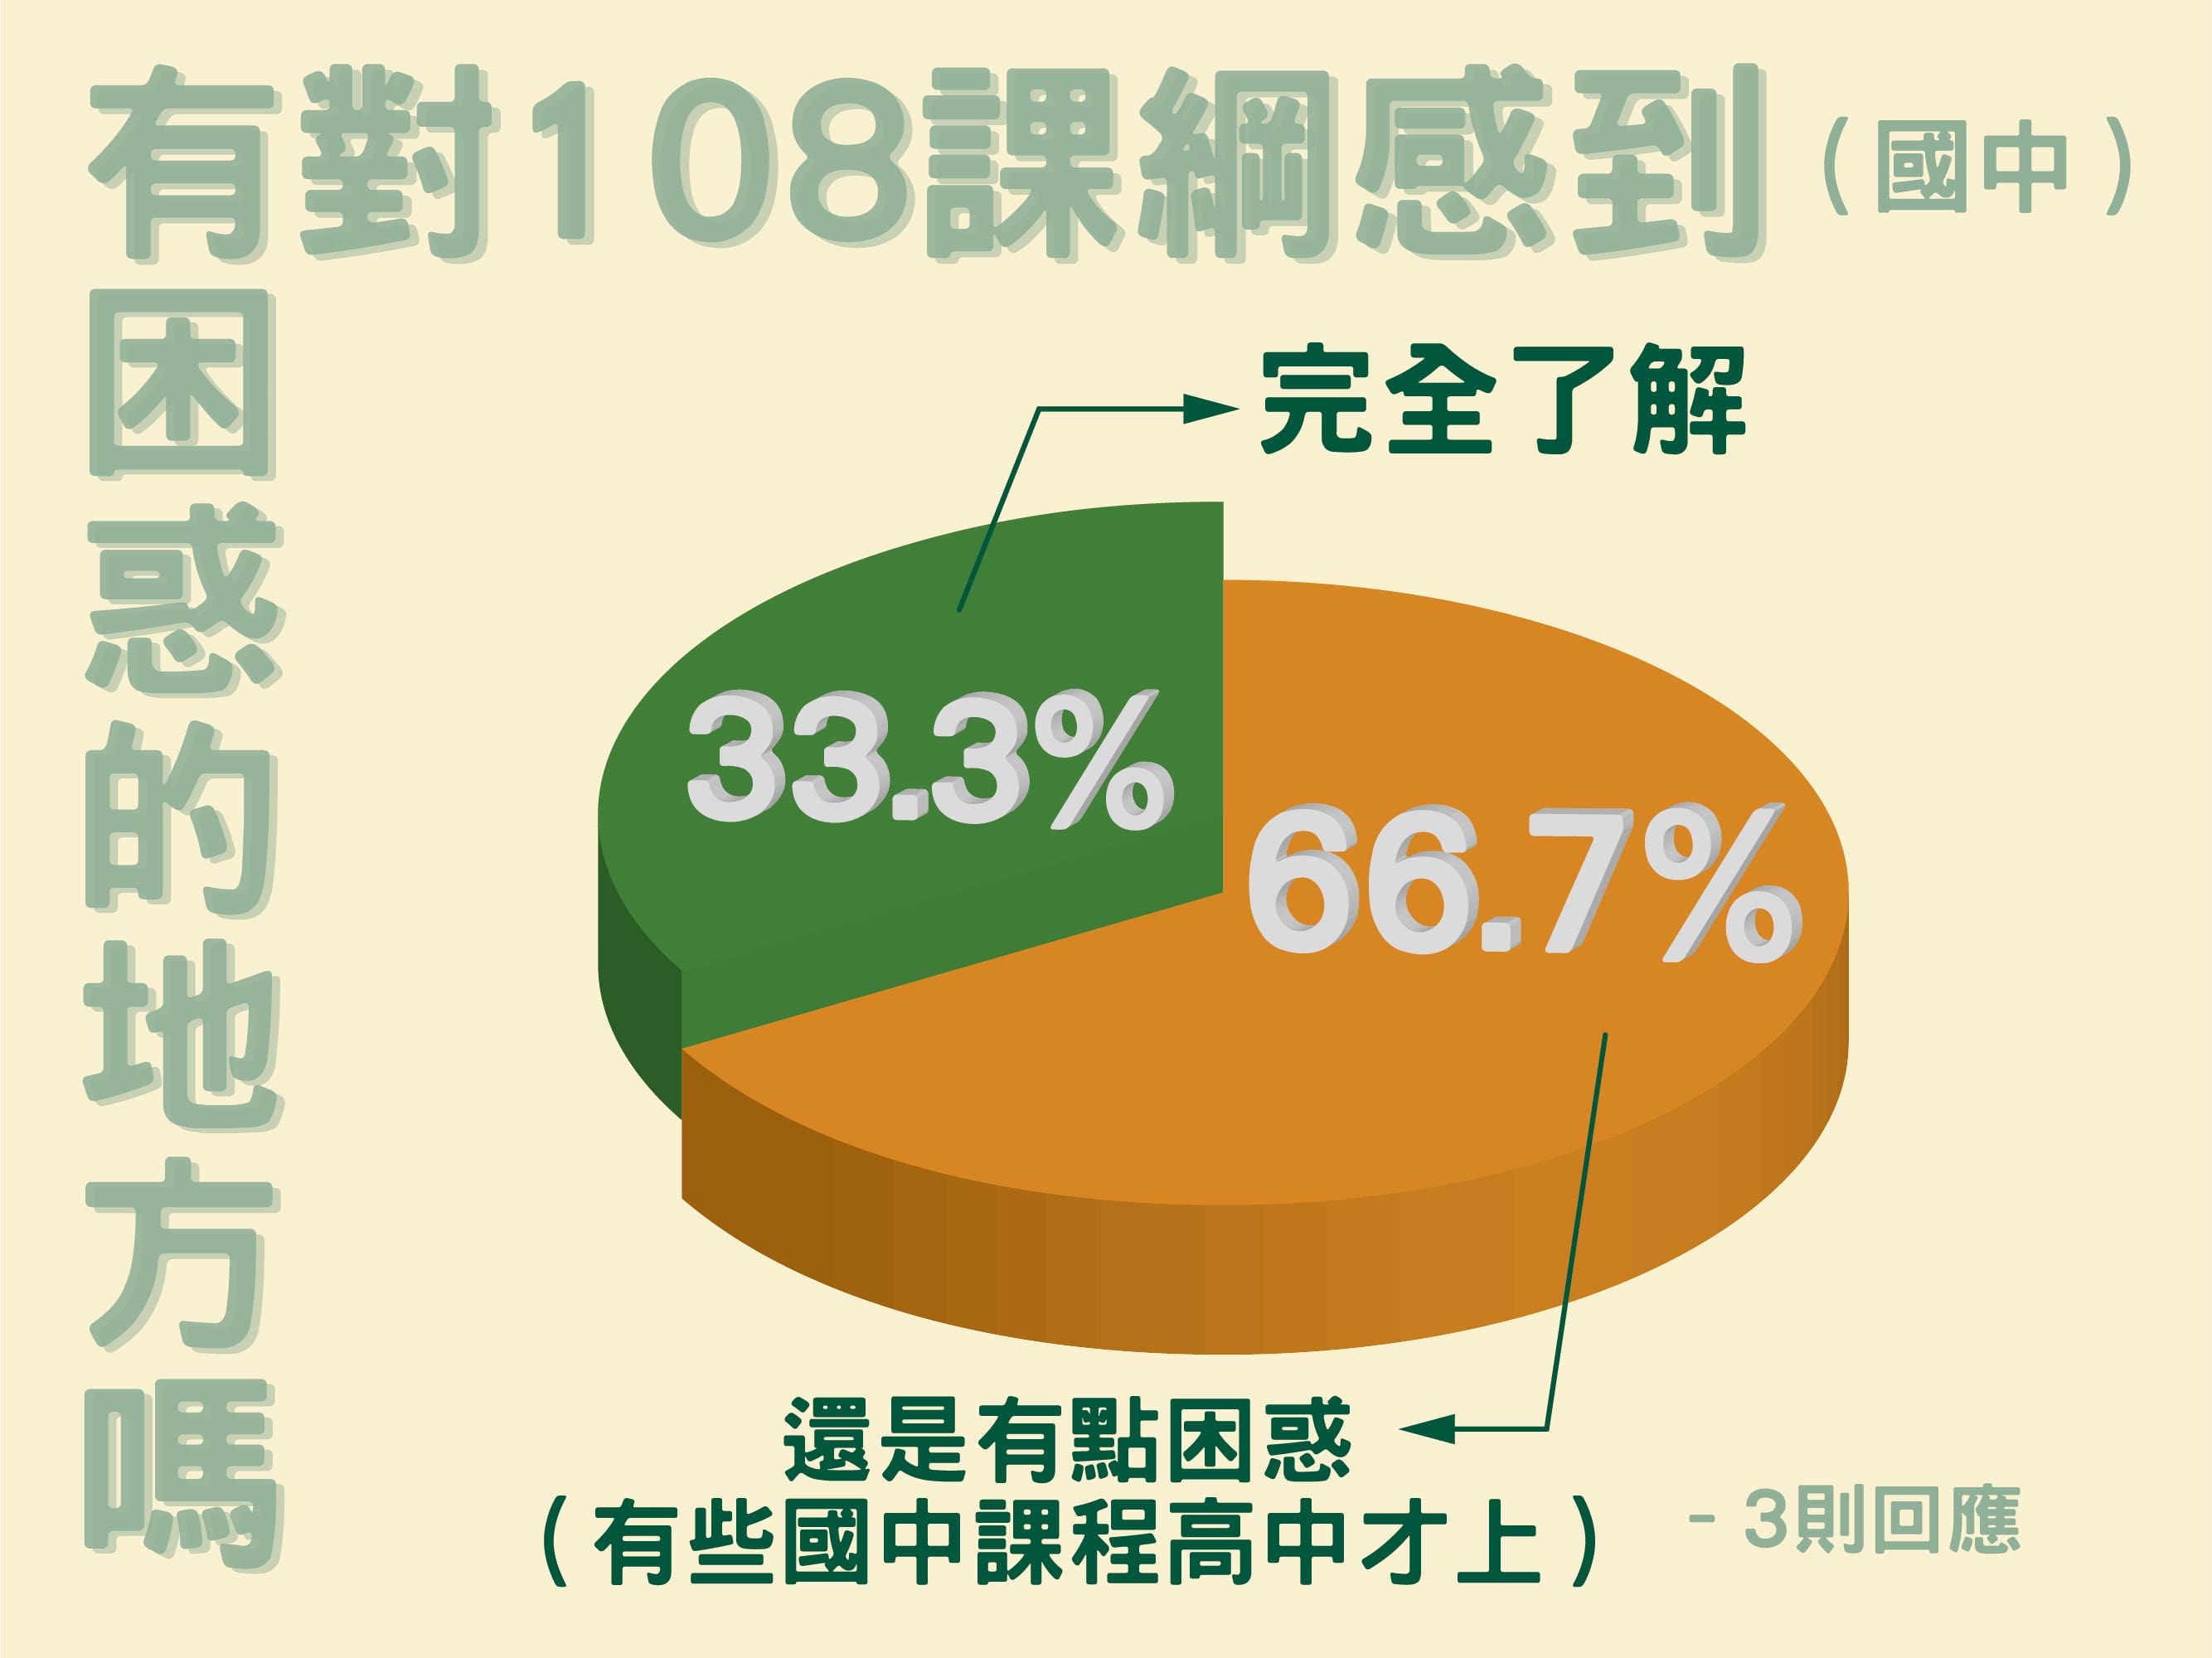 有對108課綱感到
(國中)
困惑的地方嗎
完全了解
33.3%
66.7%
還是有點困惑
(有些國中課程高中才上)
- 3則回應